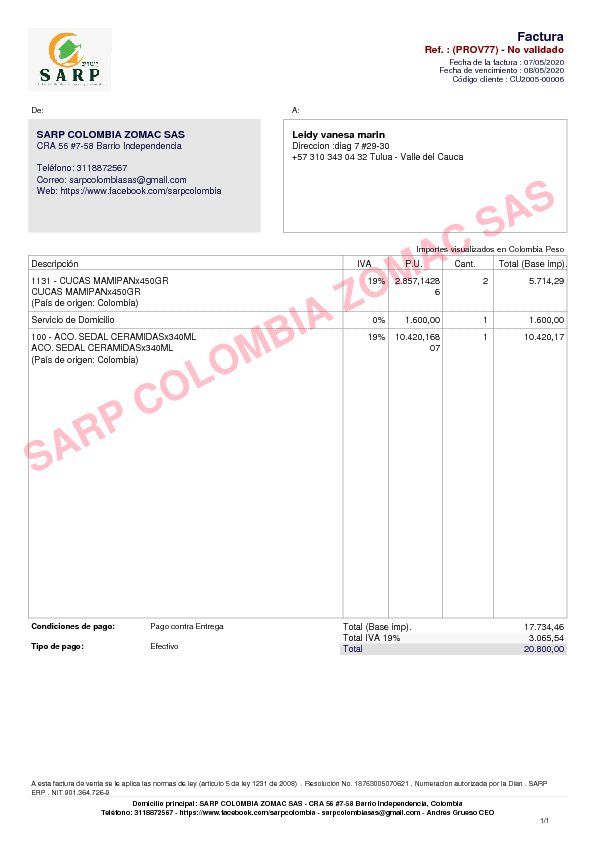 Factura
Ref. : (PROV77) - No validado
Fecha de la factura : 07/05/2020
Fecha de vencimiento : 08/05/2020
Código cliente : CU2005-00006
SARP
De:
A:
SARP COLOMBIA ZOMAC SAS
CRA 56 #7-58 Barrio Independencia
Teléfono: 3118872567
Correo: sarpcolombiasas@gmail.com
Web: https://www.facebook.com/sarpcolombia
Leidy vanesa marin
Direccion :diag 7 #29-30
+57 310 343 04 32 Tulua - Valle del Cauca
Importes visualizados en Colombia Peso
Descripción IVA P.U. Cant. Total (Base imp).
1131 - CUCAS MAMIPANx450GR 19% 2.857,1428 2 5.714,29
CUCAS MAMIPANx450GR 6
(País de origen: Colombia)
Servicio de Domicilio 0% 1.600,00 1 1.600,00
100 - ACO. SEDAL CERAMIDASx340ML 19% 10.420,168 1 10.420,17
ACO. SEDAL CERAMIDASx340ML 07
(País de origen: Colombia)
SARP COLOMBIA ZOMAC SAS
Condiciones de pago: Pago contra Entrega Total (Base imp). 17.734,46
Total IVA 19% 3.065,54
Tipo de pago: Efectivo Total 20.800,00
A esta factura de venta se le aplica las normas de ley (articulo 5 de ley 1231 de 2008) . Resolucion No. 18763005070621 , Numeracion autorizada por la Dian . SARP
ERP . NIT 901.364.726-9
Domicilio principal : SARP COLOMBIA ZOMAC SAS - CRA 56 #7-58 Barrio Independencia, Colombia
Teléfono: 3118872567 - https://www.facebook.com/sarpcolombia - sarpcolombiasas@gmail.com - Andres Grueso CEO
1/1